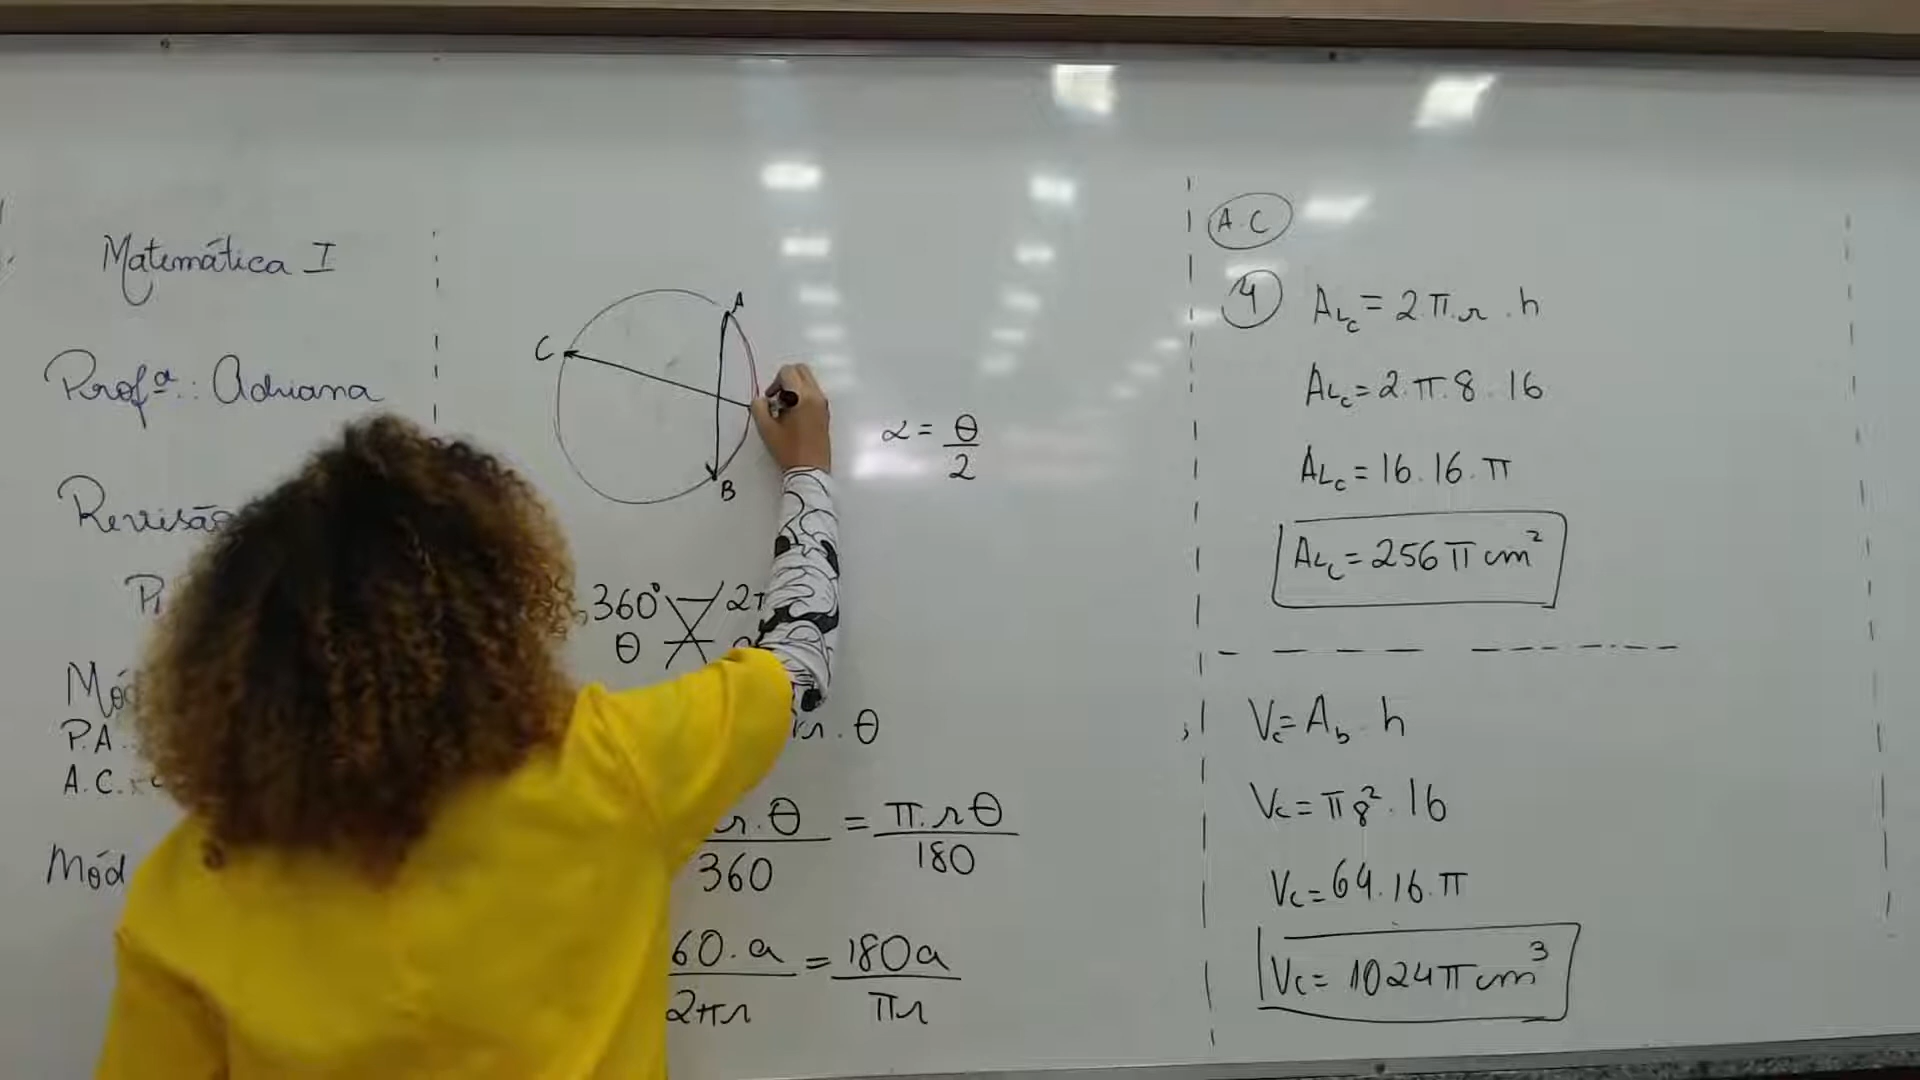 Matemática I
Profª.: Adriana
Revisão
Mód
P.A.
A.C.
Mód
A
C
B
α = θ/2
360°
θ
. θ
r.θ/360 = π.rθ/180
60.a/2πr = 180a/πr
A.C
4 ALc = 2.π.r.h
ALc = 2.π.8.16
ALc = 16.16.π
ALc = 256π cm²
Vc = Ab.h
Vc = π8².16
Vc = 64.16.π
Vc = 1024π cm³